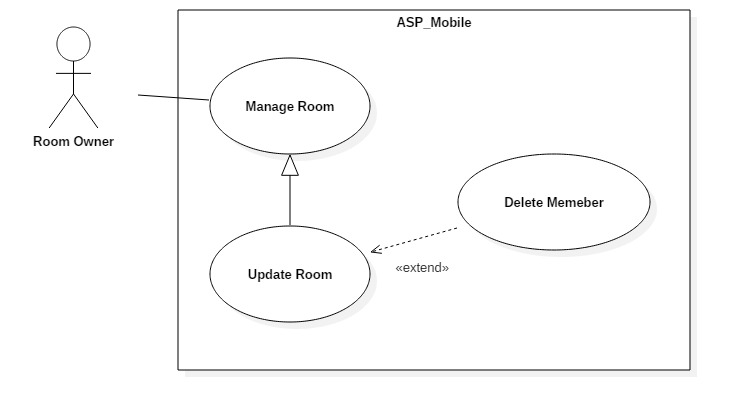 ASP_Mobile
Room Owner
Manage Room
Delete Memeber
Update Room
«extend»